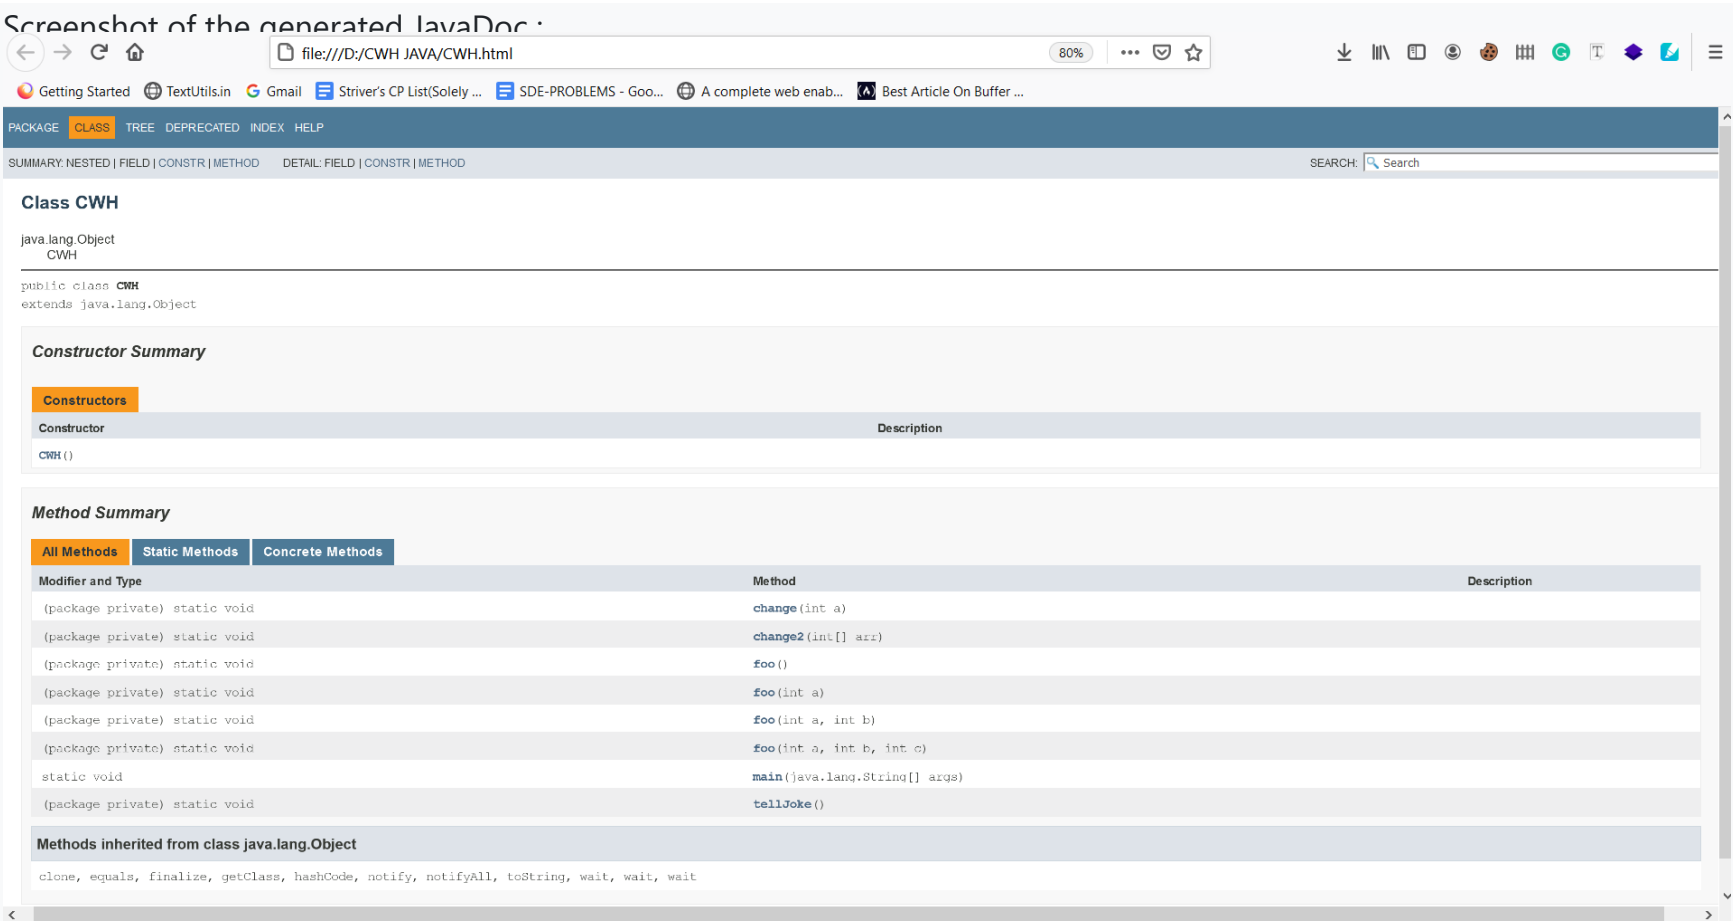 Screenshot of the generated JavaDoc :
file:///D:/CWH JAVA/CWH.html 80%
Getting Started TextUtils.in Gmail Striver's CP List(Solely ... SDE-PROBLEMS - Goo... A complete web enab... Best Article On Buffer ...
PACKAGE CLASS TREE DEPRECATED INDEX HELP
SUMMARY: NESTED | FIELD | CONSTR | METHOD DETAIL: FIELD | CONSTR | METHOD SEARCH: Search
Class CWH
java.lang.Object
CWH
public class CWH
extends java.lang.Object
Constructor Summary
Constructors
Constructor Description
CWH()
Method Summary
All Methods Static Methods Concrete Methods
Modifier and Type Method Description
(package private) static void change(int a)
(package private) static void change2(int[] arr)
(package private) static void foo()
(package private) static void foo(int a)
(package private) static void foo(int a, int b)
(package private) static void foo(int a, int b, int c)
static void main(java.lang.String[] args)
(package private) static void tellJoke()
Methods inherited from class java.lang.Object
clone, equals, finalize, getClass, hashCode, notify, notifyAll, toString, wait, wait, wait